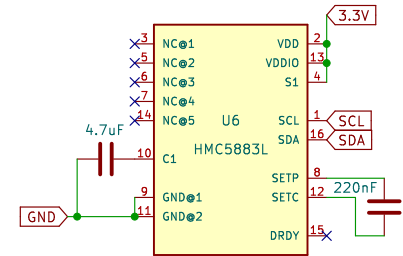 3.3V
3 NC@1 VDD 2
5 NC@2 VDDIO 13
6 NC@3 S1 4
7 NC@4
14 NC@5 U6 SCL 1 SCL
4.7uF SDA 16 SDA
HMC5883L
10 C1
SETP 8
9 GND@1 SETC 12 220nF
GND 11 GND@2
DRDY 15